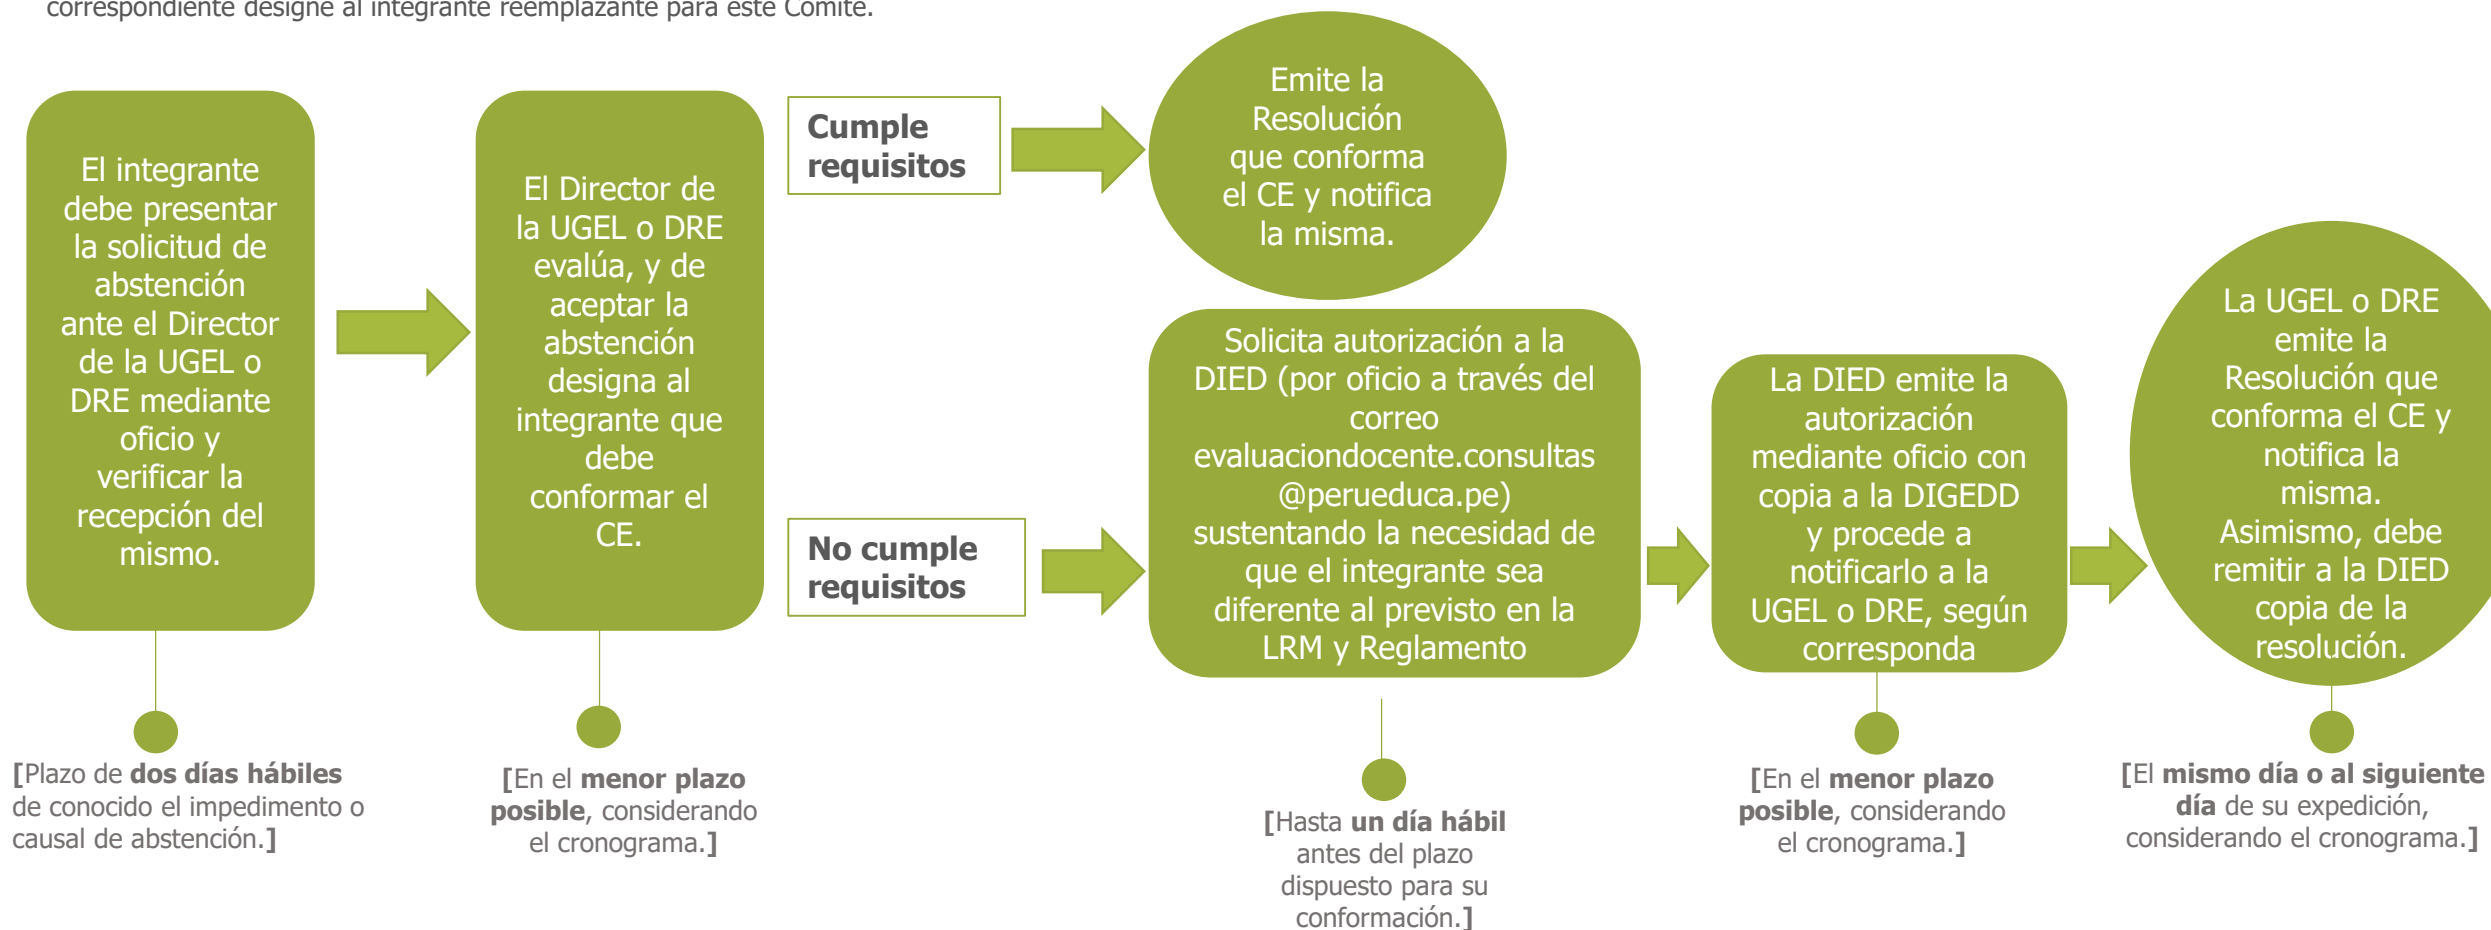 correspondiente designe al integrante reemplazante para este Comité.
El integrante
debe presentar
la solicitud de
abstención
ante el Director
de la UGEL o
DRE mediante
oficio y
verificar la
recepción del
mismo.
[Plazo de dos días hábiles
de conocido el impedimento o
causal de abstención.]
El Director de
la UGEL o DRE
evalúa, y de
aceptar la
abstención
designa al
integrante que
debe
conformar el
CE.
[En el menor plazo
posible, considerando
el cronograma.]
Cumple
requisitos
Emite la
Resolución
que conforma
el CE y notifica
la misma.
No cumple
requisitos
Solicita autorización a la
DIED (por oficio a través del
correo
evaluaciondocente.consultas
@perueduca.pe)
sustentando la necesidad de
que el integrante sea
diferente al previsto en la
LRM y Reglamento
[Hasta un día hábil
antes del plazo
dispuesto para su
conformación.]
La DIED emite la
autorización
mediante oficio con
copia a la DIGEDD
y procede a
notificarlo a la
UGEL o DRE, según
corresponda
[En el menor plazo
posible, considerando
el cronograma.]
La UGEL o DRE
emite la
Resolución que
conforma el CE y
notifica la
misma.
Asimismo, debe
remitir a la DIED
copia de la
resolución.
[El mismo día o al siguiente
día de su expedición,
considerando el cronograma.]